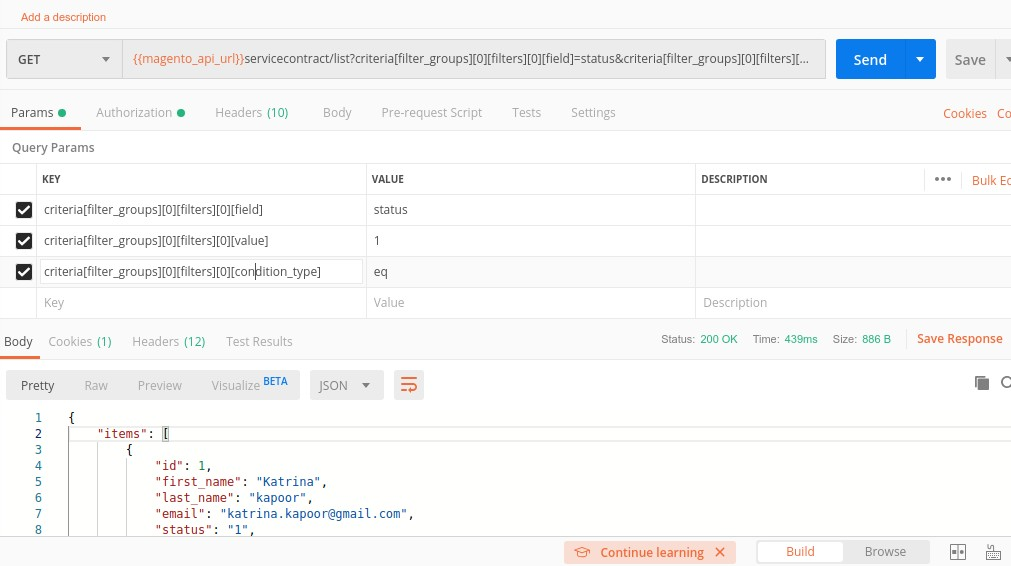 Add a description
GET {{magento_api_url}}servicecontract/list?criteria[filter_groups][0][filters][0][field]=status&criteria[filter_groups][0][filters][... Send Save
Params Authorization Headers (10) Body Pre-request Script Tests Settings Cookies Co
Query Params
KEY VALUE DESCRIPTION ••• Bulk Ed
criteria[filter_groups][0][filters][0][field] status
criteria[filter_groups][0][filters][0][value] 1
criteria[filter_groups][0][filters][0][condition_type] eq
Key Value Description
Body Cookies (1) Headers (12) Test Results Status: 200 OK Time: 439ms Size: 886 B Save Response
Pretty Raw Preview Visualize BETA JSON
1 {
2 "items": [
3 {
4 "id": 1,
5 "first_name": "Katrina",
6 "last_name": "kapoor",
7 "email": "katrina.kapoor@gmail.com",
8 "status": "1",
Continue learning Build Browse